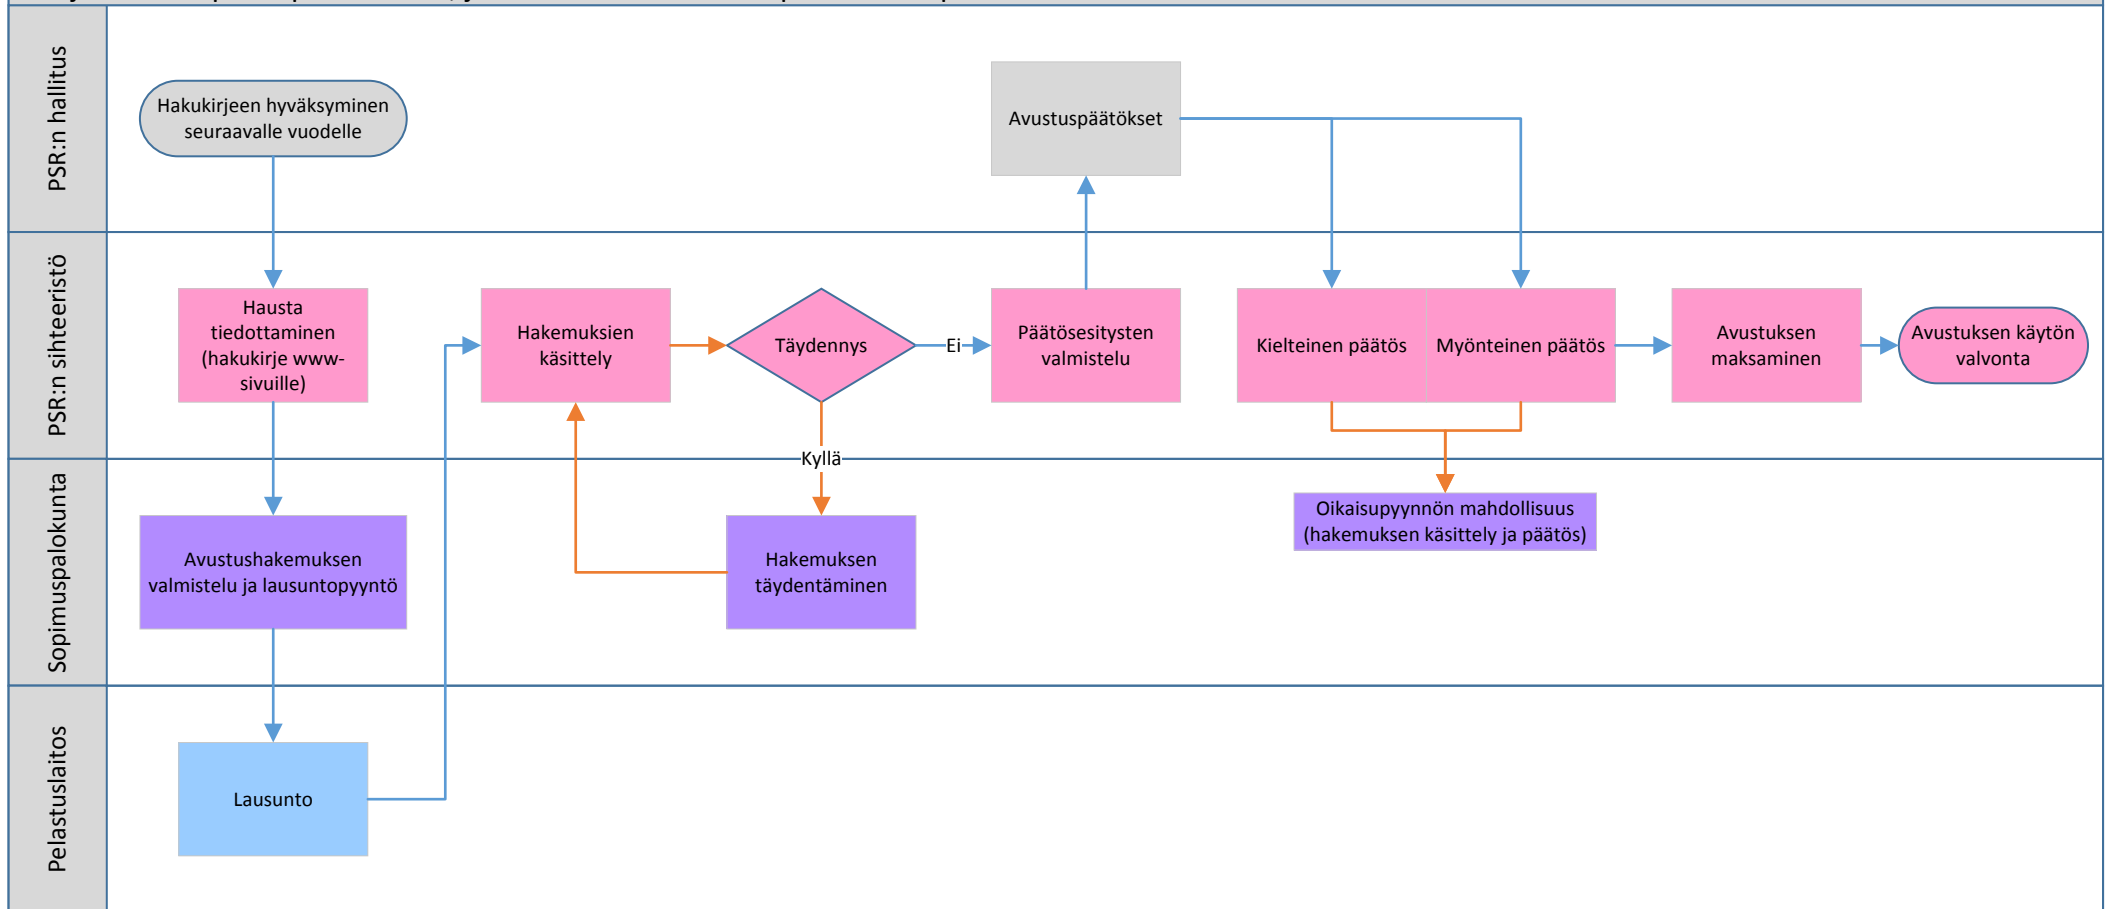 PSR:n hallitus
Hakukirjeen hyväksyminen
seuraavalle vuodelle
Avustuspäätökset
PSR:n sihteeristö
Hausta
tiedottaminen
(hakukirje www-
sivuille)
Hakemuksien
käsittely
Täydennys
Ei
Päätösesitysten
valmistelu
Kielteinen päätös
Myönteinen päätös
Avustuksen
maksaminen
Avustuksen käytön
valvonta
Kyllä
Sopimuspalokunta
Avustushakemuksen
valmistelu ja lausuntopyyntö
Hakemuksen
täydentäminen
Oikaisupyynnön mahdollisuus
(hakemuksen käsittely ja päätös)
Pelastuslaitos
Lausunto